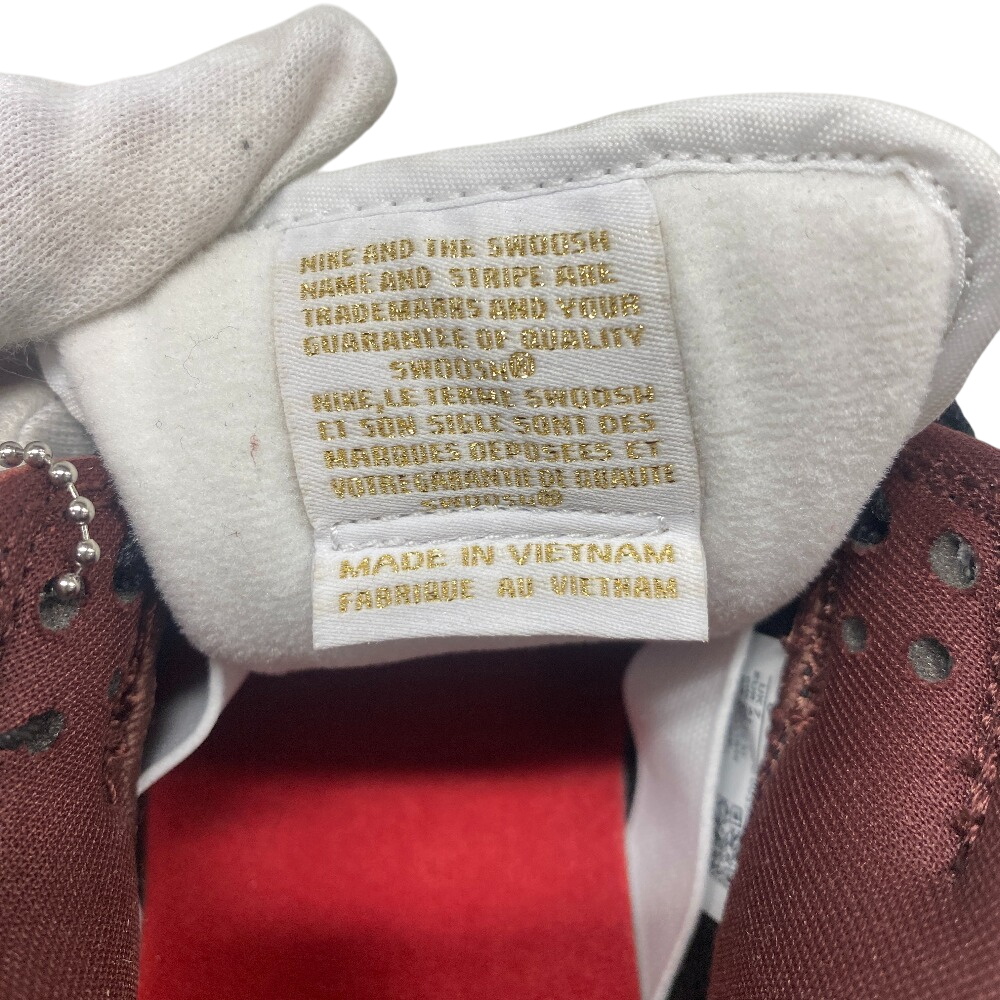 NIKE AND THE SWOOSH
NAME AND STRIPE ARE
TRADEMARKS AND YOUR
GUARANTEE OF QUALITY
SWOOSH®
NIKE, LE TERME SWOOSH
ET SON SIGLE SONT DES
MARQUES DEPOSEES ET
VOTRE GARANTIE DE QUALITE
SWOOSH®
MADE IN VIETNAM
FABRIQUE AU VIETNAM